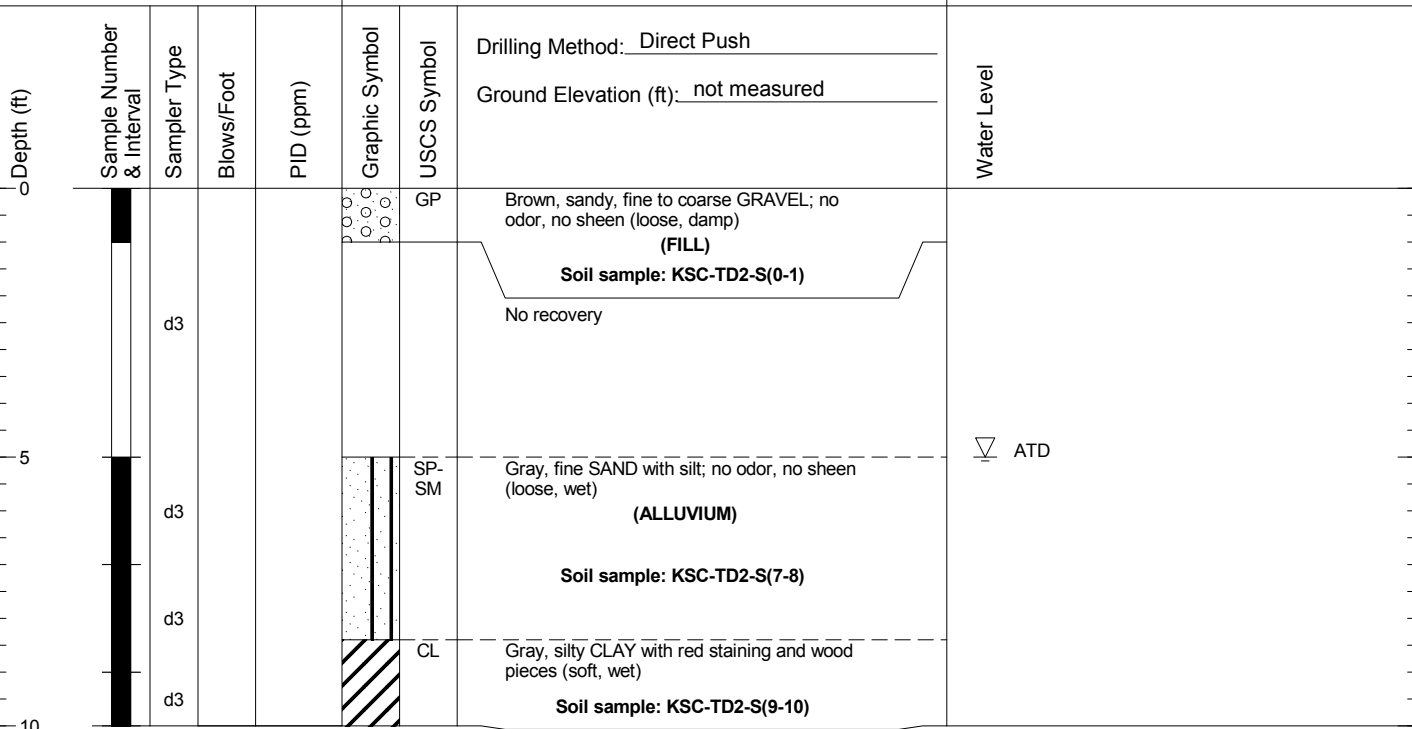 Depth (ft)
Sample Number
& Interval
Sampler Type
Blows/Foot
PID (ppm)
Graphic Symbol
USCS Symbol
Drilling Method: Direct Push
Ground Elevation (ft): not measured
Water Level
0
GP
Brown, sandy, fine to coarse GRAVEL; no
odor, no sheen (loose, damp)
(FILL)
Soil sample: KSC-TD2-S(0-1)
No recovery
d3
5
ATD
SP-
SM
Gray, fine SAND with silt; no odor, no sheen
(loose, wet)
d3
(ALLUVIUM)
Soil sample: KSC-TD2-S(7-8)
d3
CL
Gray, silty CLAY with red staining and wood
pieces (soft, wet)
d3
Soil sample: KSC-TD2-S(9-10)
10